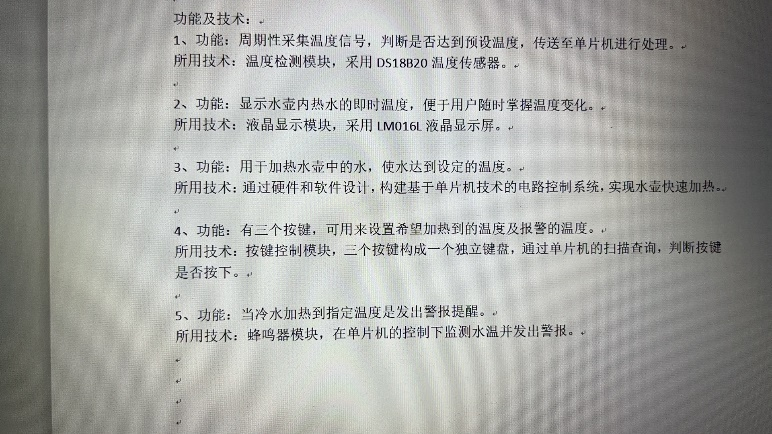 功能及技术：
1、功能：周期性采集温度信号，判断是否达到预设温度，传送至单片机进行处理。
所用技术：温度检测模块，采用 DS18B20 温度传感器。
2、功能：显示水壶内热水的即时温度，便于用户随时掌握温度变化。
所用技术：液晶显示模块，采用 LM016L 液晶显示屏。
3、功能：用于加热水壶中的水，使水达到设定的温度。
所用技术：通过硬件和软件设计，构建基于单片机技术的电路控制系统，实现水壶快速加热。
4、功能：有三个按键，可用来设置希望加热到的温度及报警的温度。
所用技术：按键控制模块，三个按键构成一个独立键盘，通过单片机的扫描查询，判断按键
是否按下。
5、功能：当冷水加热到指定温度是发出警报提醒。
所用技术：蜂鸣器模块，在单片机的控制下监测水温并发出警报。